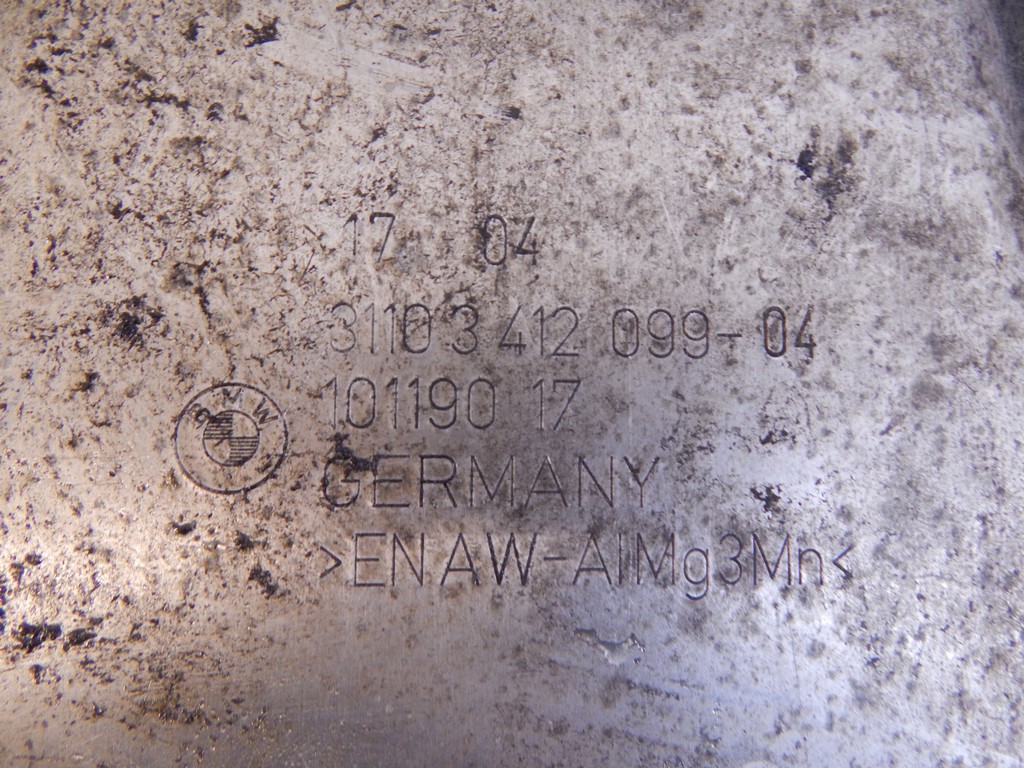 17 04
3110 3 412 099-04
101190 17
BMW
GERMANY
>EN AW-AlMg3Mn<